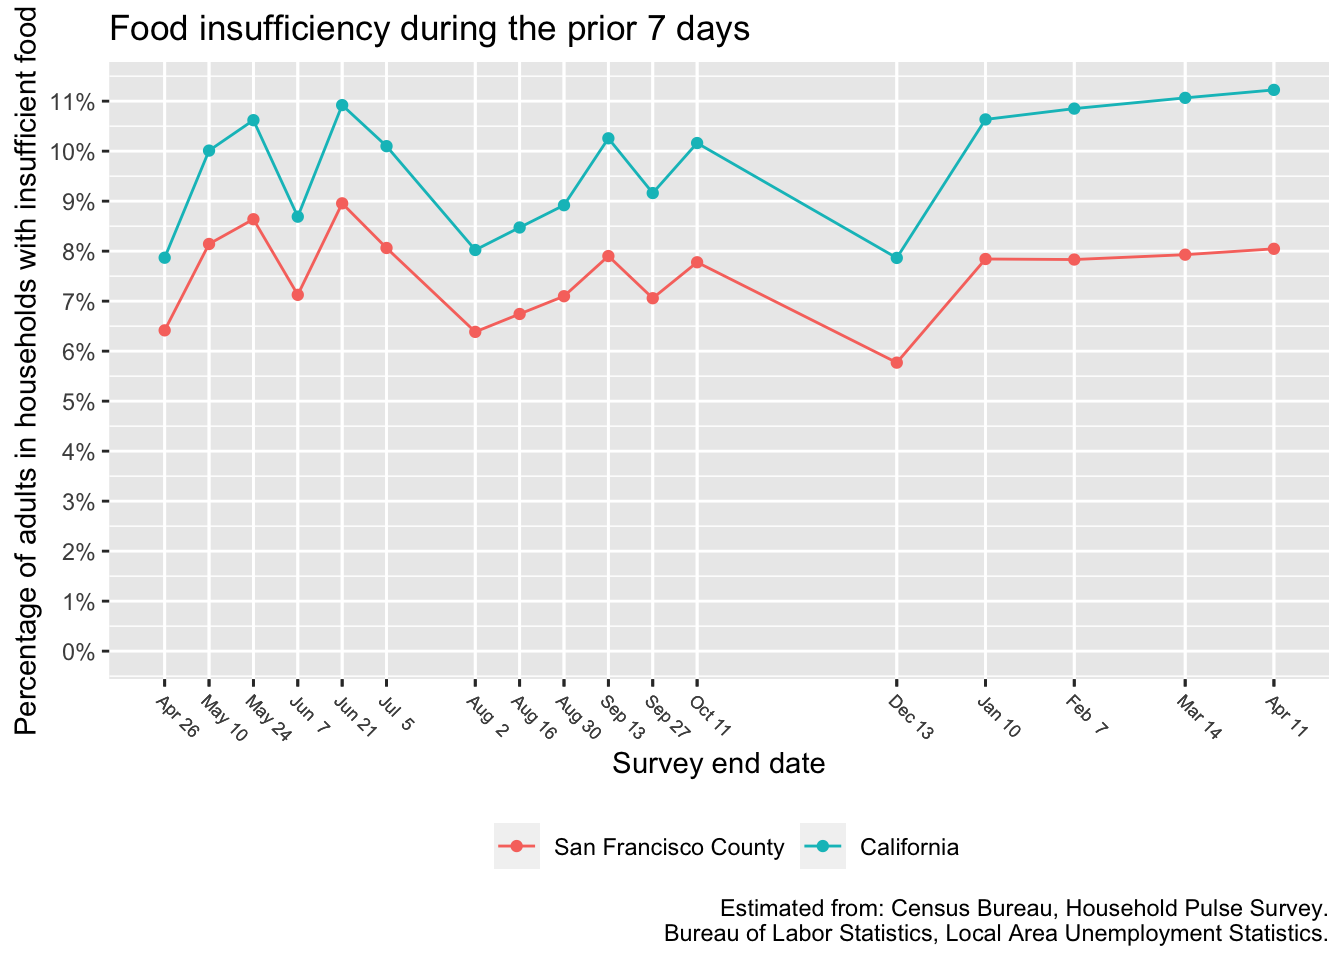 Food insufficiency during the prior 7 days
Percentage of adults in households with insufficient food
11%
10%
9%
8%
7%
6%
5%
4%
3%
2%
1%
0%
Apr 26
May 10
May 24
Jun 7
Jun 21
Jul 5
Aug 2
Aug 16
Aug 30
Sep 13
Sep 27
Oct 11
Dec 13
Jan 10
Feb 7
Mar 14
Apr 11
Survey end date
San Francisco County
California
Estimated from: Census Bureau, Household Pulse Survey.
Bureau of Labor Statistics, Local Area Unemployment Statistics.